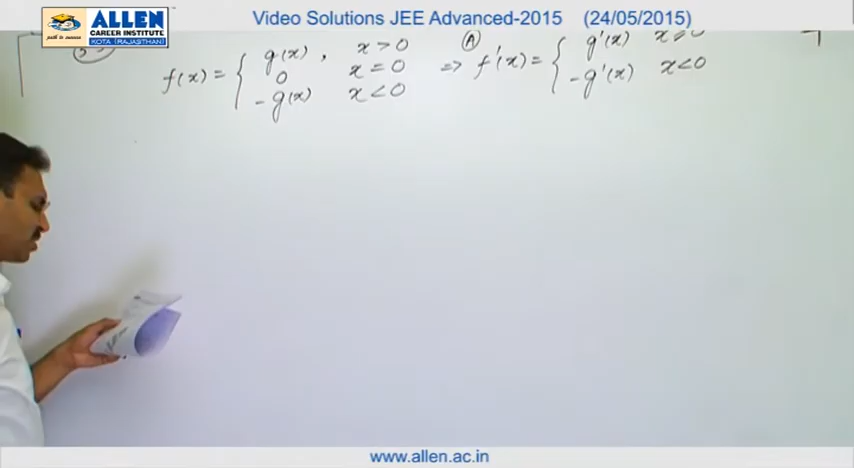 Video Solutions JEE Advanced-2015 (24/05/2015)
ALLEN
CAREER INSTITUTE
KOTA (RAJASTHAN)
path to success
f(x) = { g(x), x > 0
0 x = 0
-g(x) x < 0
(A)
=> f'(x) = { g'(x)
-g'(x) x < 0
www.allen.ac.in